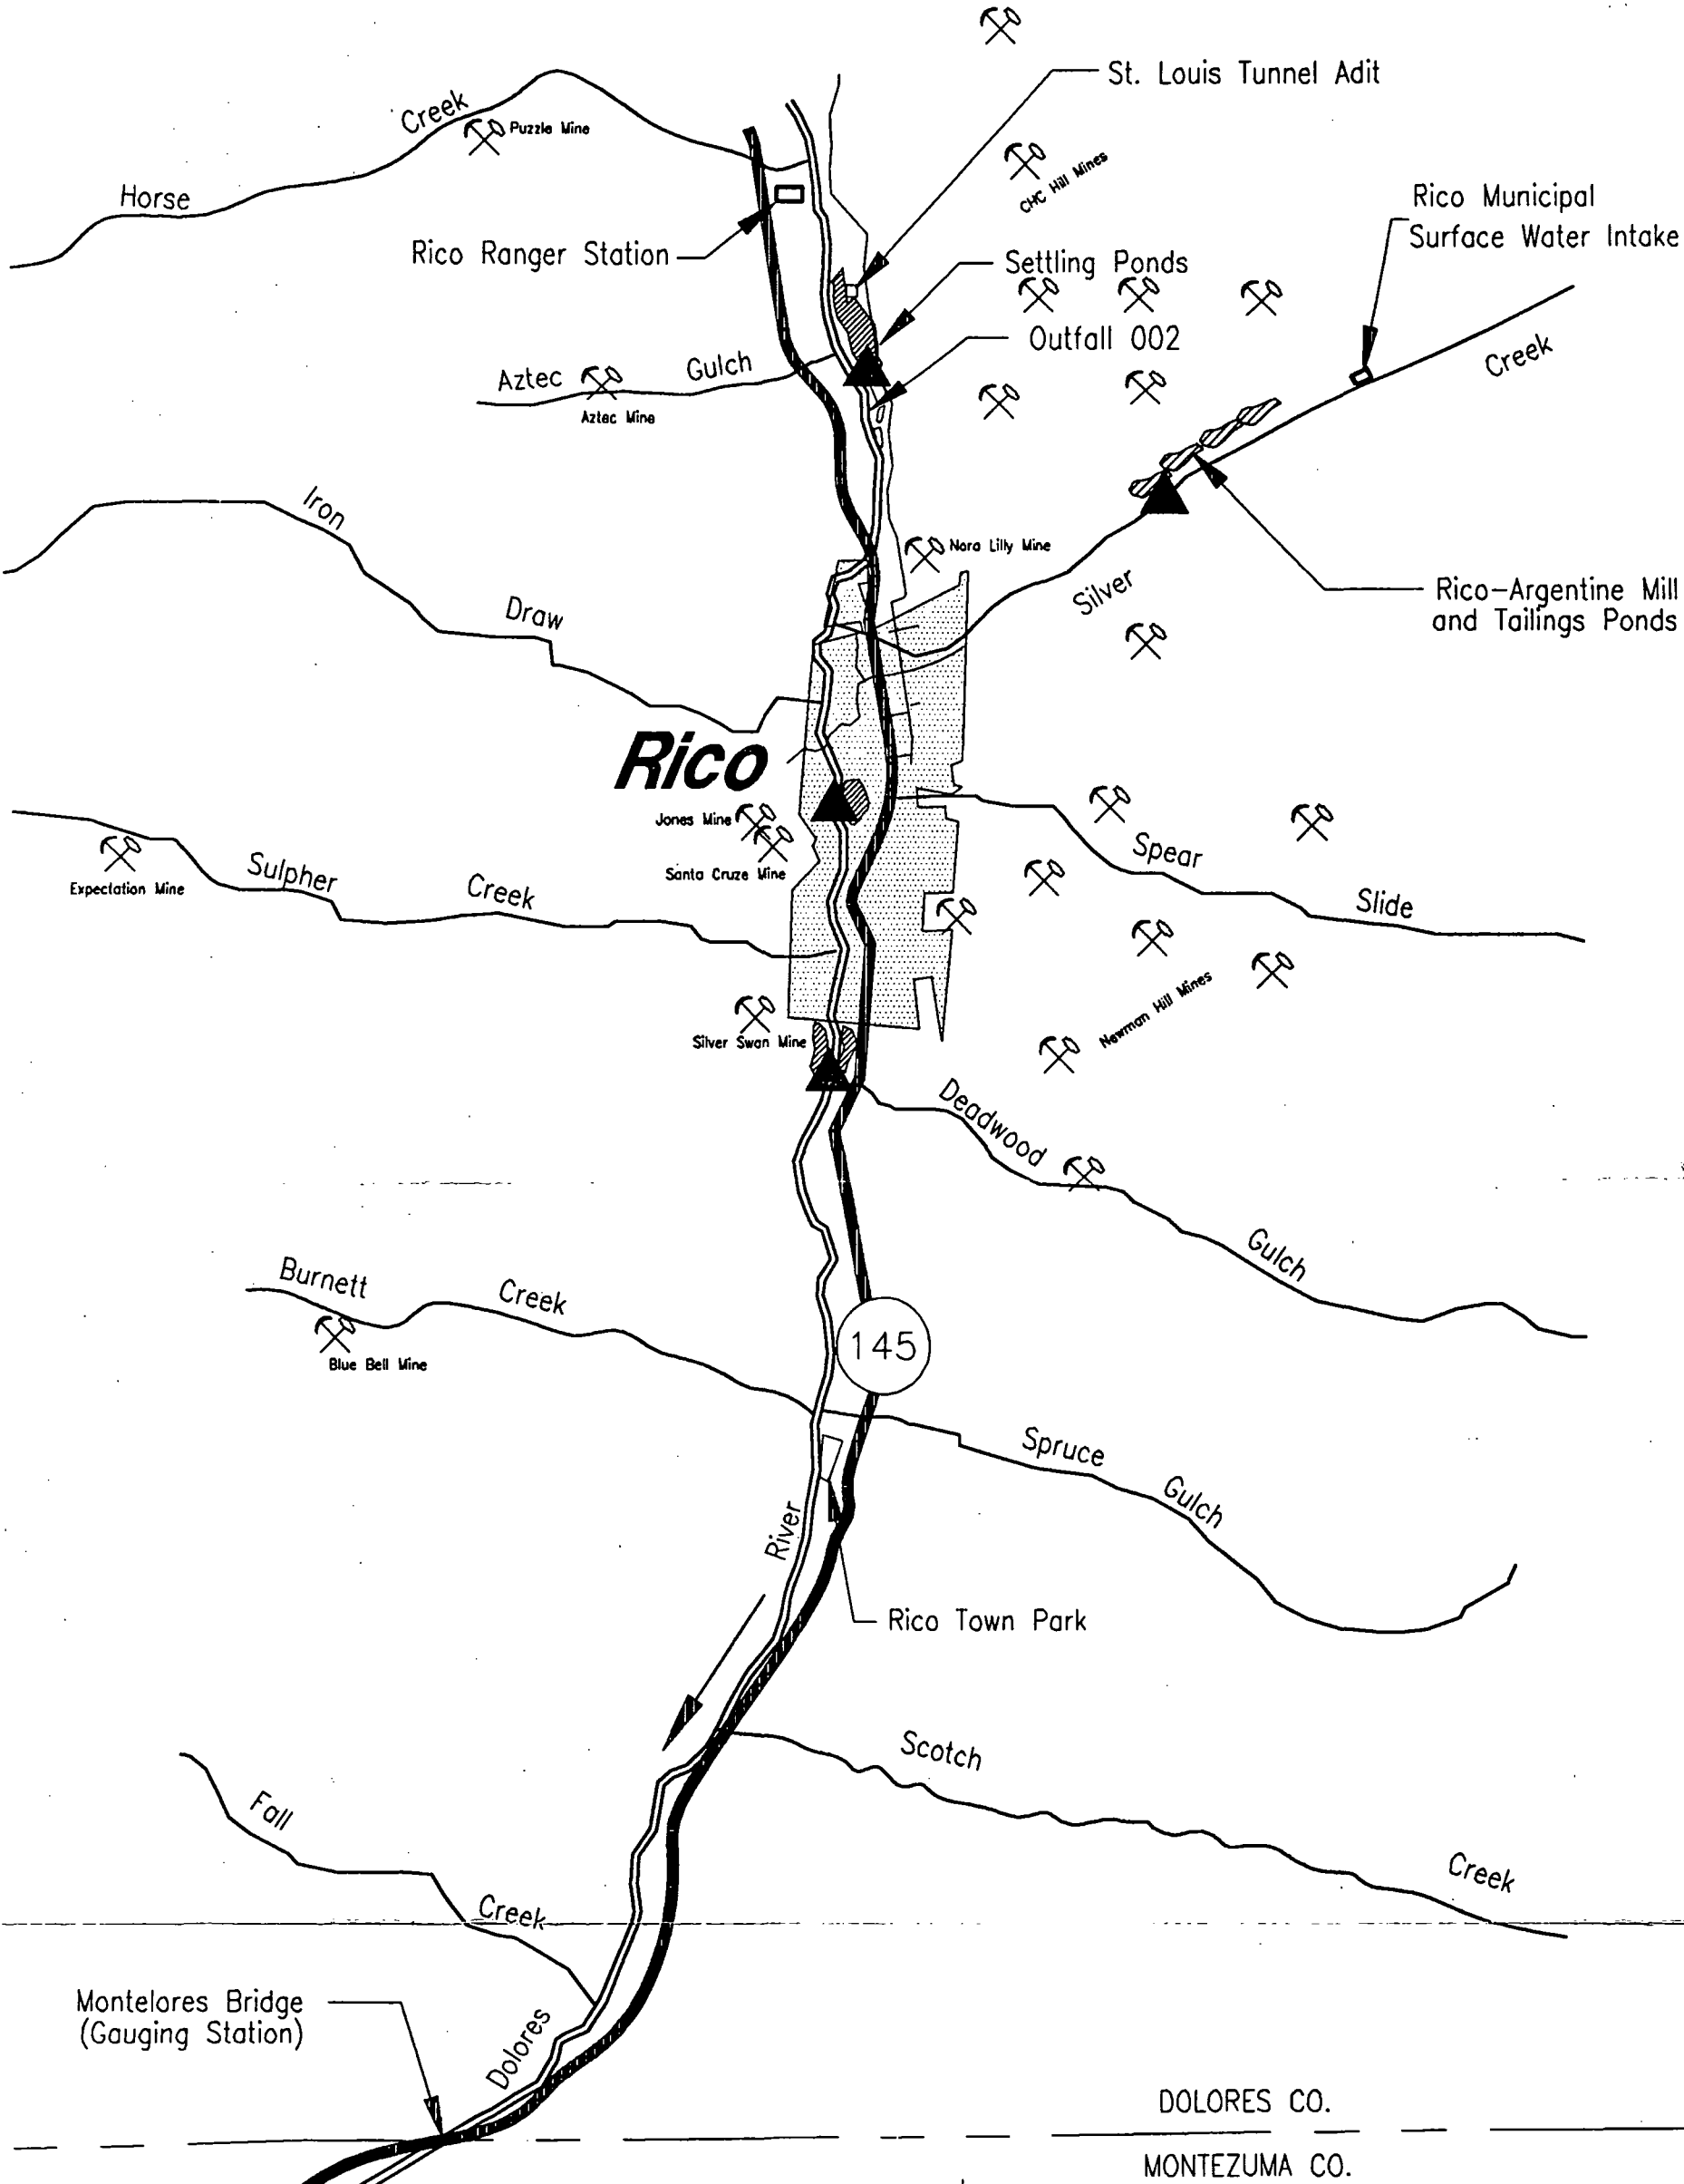 St. Louis Tunnel Adit
Creek
Puzzle Mine
CHC Hill Mines
Horse
Rico Municipal
Surface Water Intake
Rico Ranger Station
Settling Ponds
Outfall 002
Creek
Aztec
Gulch
Aztec Mine
Iron
Nora Lilly Mine
Silver
Rico-Argentine Mill
and Tailings Ponds
Draw
Rico
Jones Mine
Spear
Santa Cruze Mine
Expectation Mine
Sulpher
Creek
Slide
Newman Hill Mines
Silver Swan Mine
Deadwood
Gulch
Burnett
Creek
145
Blue Bell Mine
Spruce
Gulch
River
Rico Town Park
Scotch
Fall
Creek
Creek
Montelores Bridge
(Gauging Station)
Dolores
DOLORES CO.
MONTEZUMA CO.